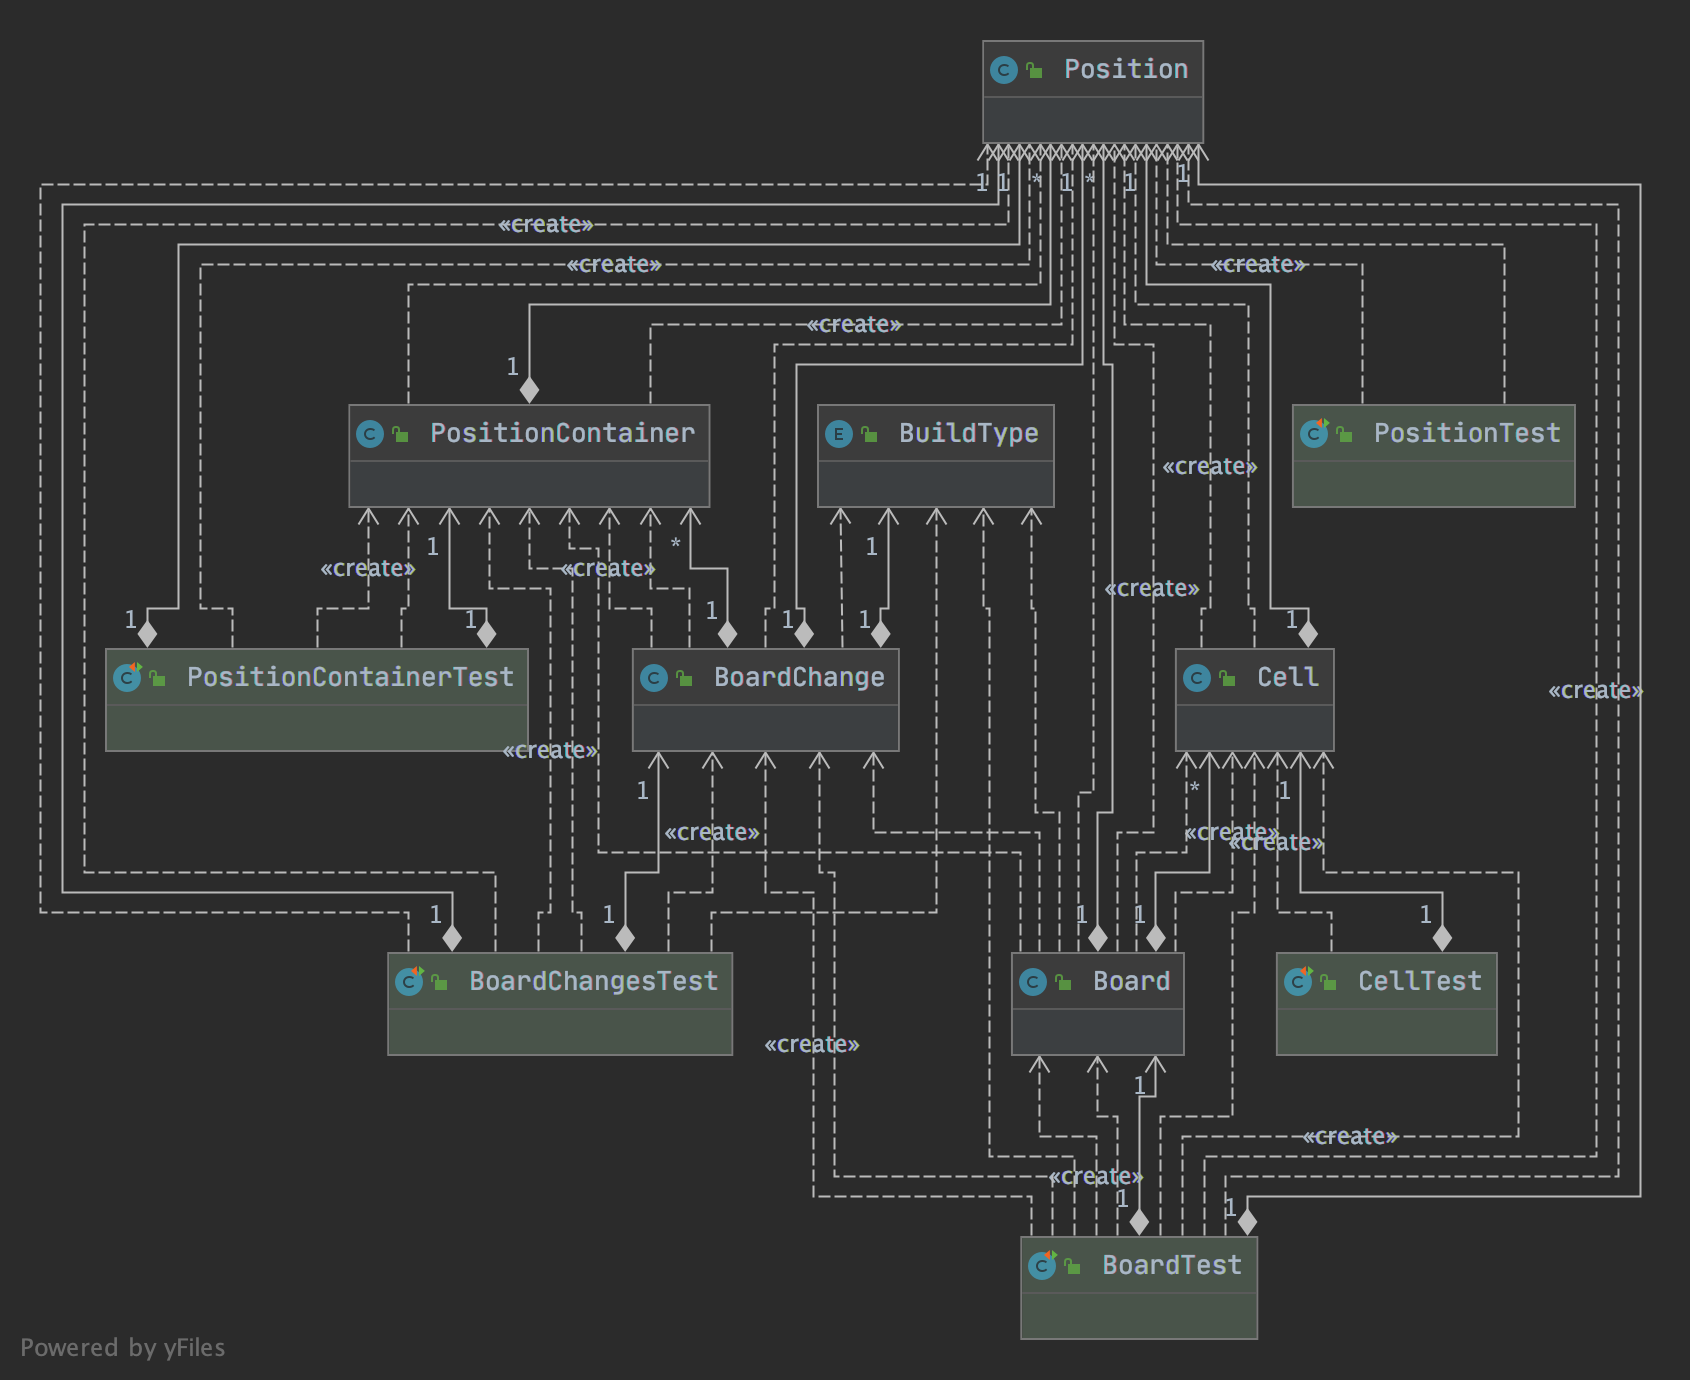 Position
1 1 * 1 * 1 1
«create»
«create» «create»
«create»
1
PositionContainer BuildType PositionTest
«create»
1 * 1
«create» «create» «create»
1 1 1 1 1 1
PositionContainerTest BoardChange Cell
«create»
«create»
1 * 1
«create» «create»
«create»
1 1 1 1 1
BoardChangesTest Board CellTest
«create»
1
«create»
«create»
1 1
BoardTest
Powered by yFiles